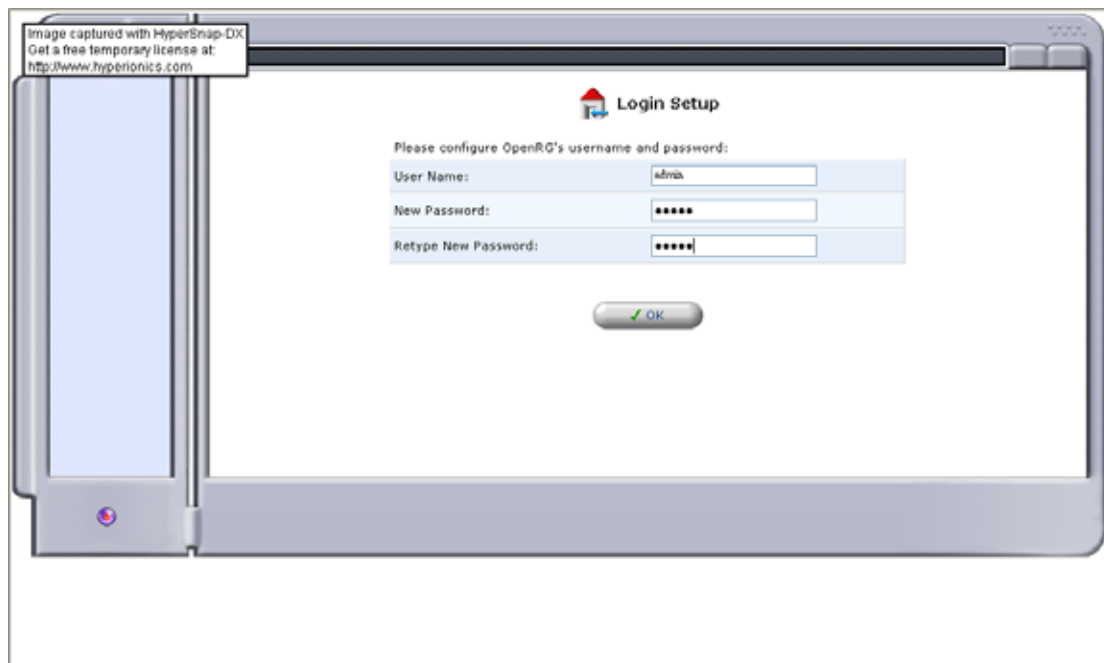 Image captured with HyperSnap-DX
Get a free temporary license at:
http://www.hyperionics.com
Login Setup
Please configure OpenRG's username and password:
User Name:
admin
New Password:
•••••
Retype New Password:
•••••
OK